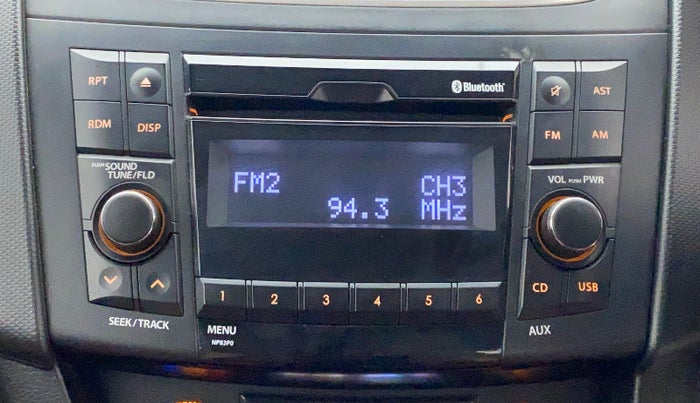 RPT
Bluetooth®
AST
RDM
DISP
FM
AM
PUSH SOUND
TUNE/FLD
FM2 CH3
94.3 MHz
VOL PUSH PWR
CD
USB
1 2 3 4 5 6
SEEK/TRACK
MENU
AUX
NP83P0